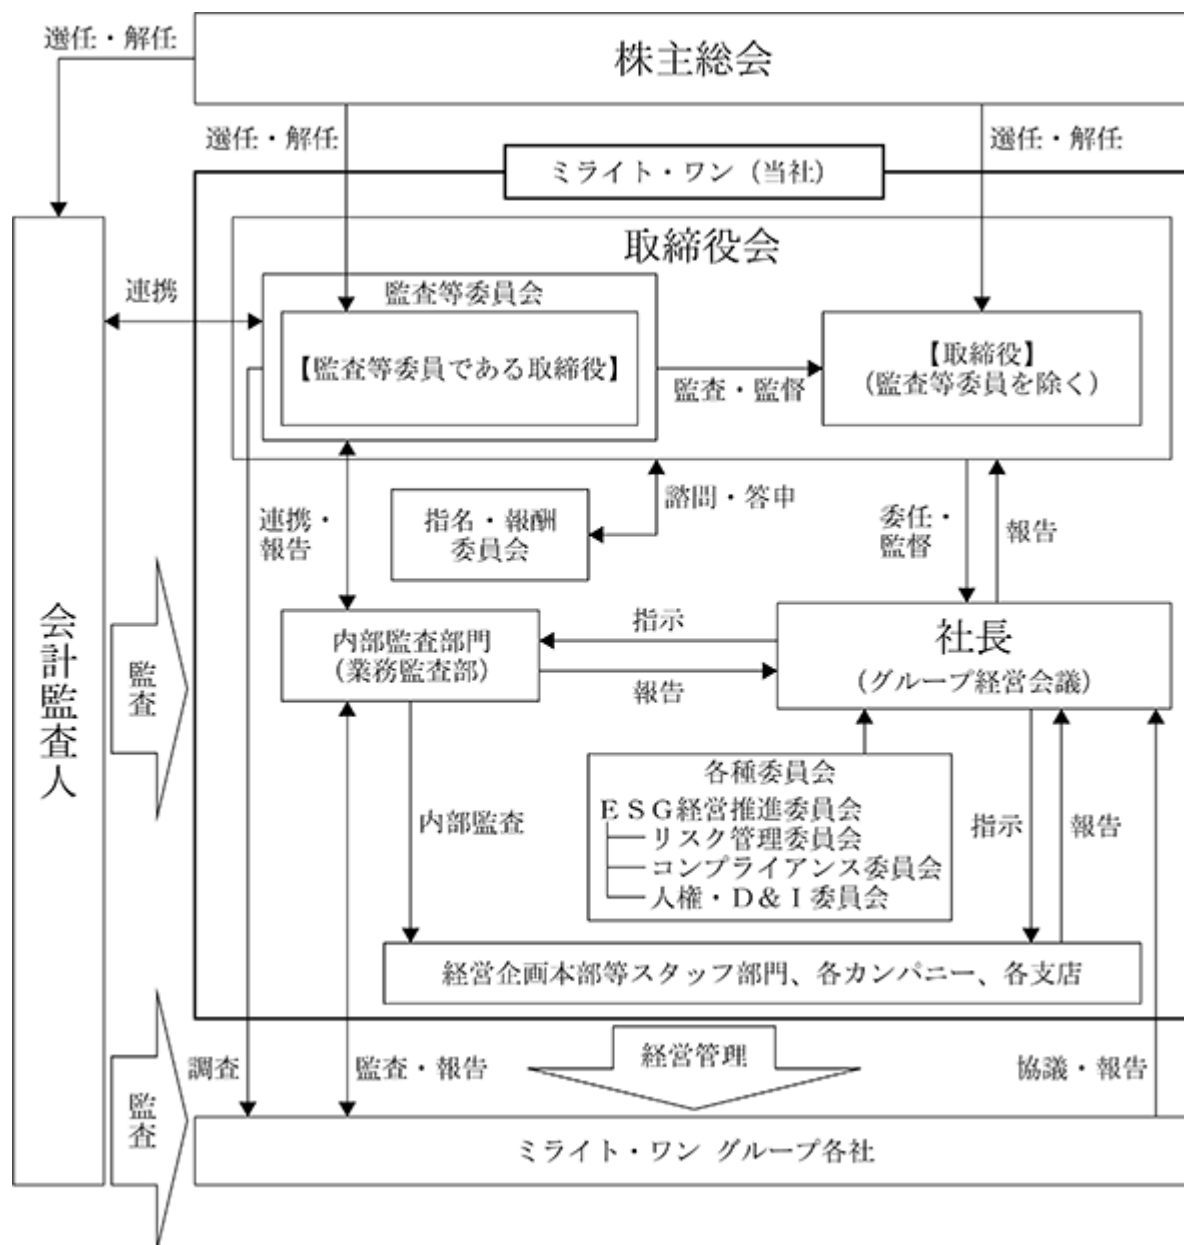 選任・解任
株主総会
選任・解任
選任・解任
ミライト・ワン（当社）
取締役会
連携
監査等委員会
【監査等委員である取締役】
監査・監督
【取締役】
（監査等委員を除く）
連携・
報告
指名・報酬
委員会
諮問・答申
委任・
監督
報告
会計監査人
監査
内部監査部門
（業務監査部）
指示
報告
社長
（グループ経営会議）
各種委員会
ＥＳＧ経営推進委員会
リスク管理委員会
コンプライアンス委員会
人権・Ｄ＆Ｉ委員会
内部監査
指示
報告
経営企画本部等スタッフ部門、各カンパニー、各支店
監査
調査
監査・報告
経営管理
協議・報告
ミライト・ワン グループ各社